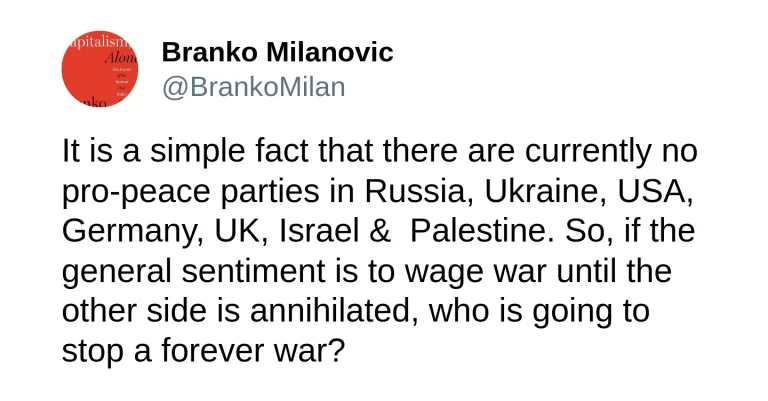 apitalism
Alone
nko
Branko Milanovic
@BrankoMilan
It is a simple fact that there are currently no
pro-peace parties in Russia, Ukraine, USA,
Germany, UK, Israel &  Palestine. So, if the
general sentiment is to wage war until the
other side is annihilated, who is going to
stop a forever war?